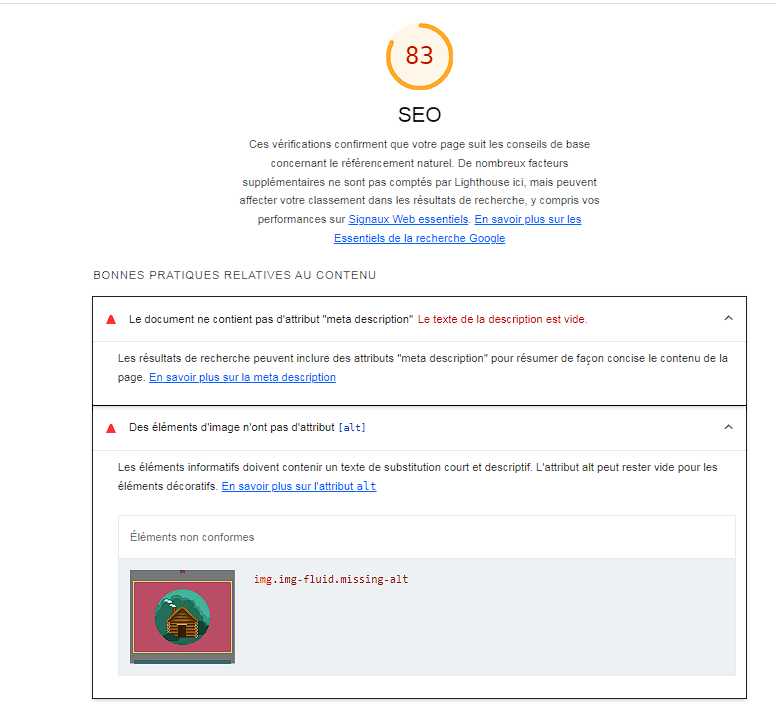 83
SEO
Ces vérifications confirment que votre page suit les conseils de base
concernant le référencement naturel. De nombreux facteurs
supplémentaires ne sont pas comptés par Lighthouse ici, mais peuvent
affecter votre classement dans les résultats de recherche, y compris vos
performances sur Signaux Web essentiels. En savoir plus sur les
Essentiels de la recherche Google
BONNES PRATIQUES RELATIVES AU CONTENU
Le document ne contient pas d'attribut "meta description" Le texte de la description est vide.
Les résultats de recherche peuvent inclure des attributs "meta description" pour résumer de façon concise le contenu de la
page. En savoir plus sur la meta description
Des éléments d'image n'ont pas d'attribut [alt]
Les éléments informatifs doivent contenir un texte de substitution court et descriptif. L'attribut alt peut rester vide pour les
éléments décoratifs. En savoir plus sur l'attribut alt
Éléments non conformes
img.img-fluid.missing-alt